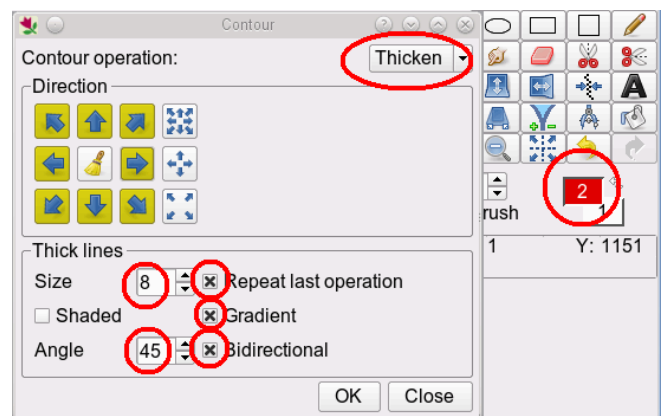 Contour
Contour operation: Thicken
Direction
Thick lines
Size 8 Repeat last operation
Shaded Gradient
Angle 45 Bidirectional
OK Close
A
2
1
rush
1 Y: 1151